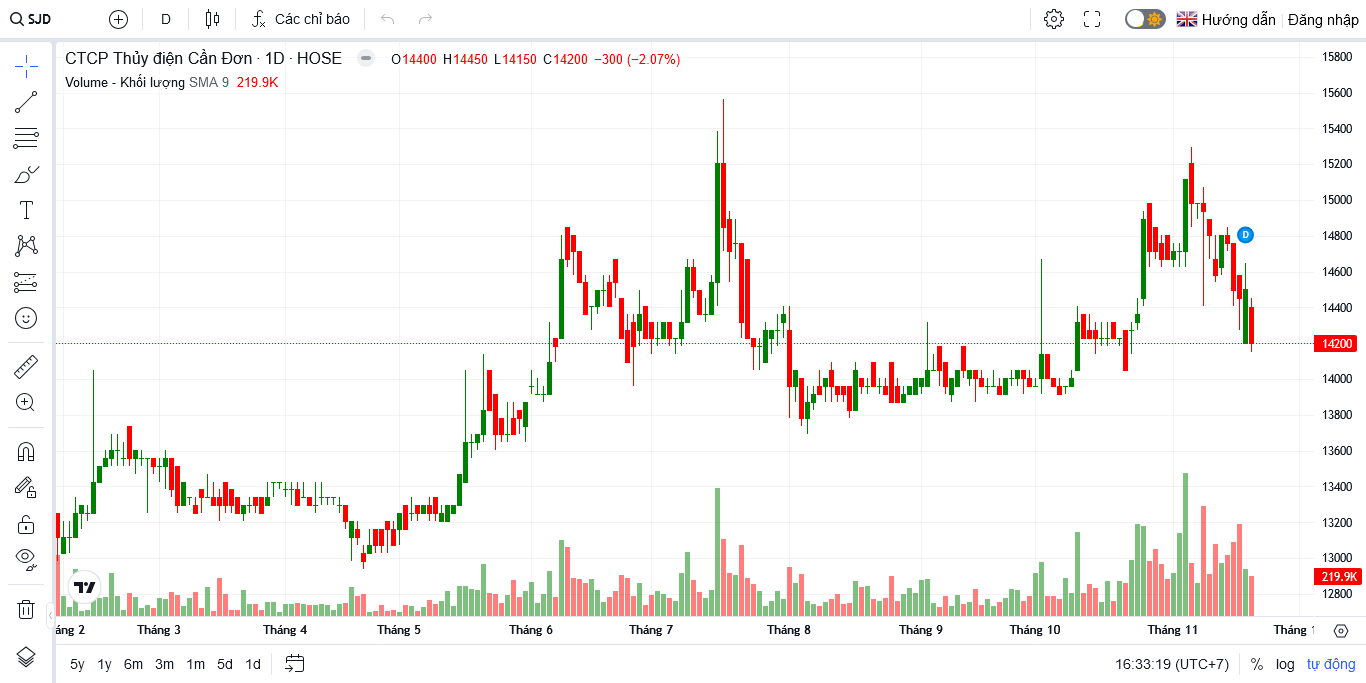 SJD D Các chỉ báo Hướng dẫn Đăng nhập
CTCP Thủy điện Cần Đơn · 1D · HOSE O14400 H14450 L14150 C14200 −300 (−2.07%)
Volume - Khối lượng SMA 9 219.9K
15800
15600
15400
15200
15000
14800
D
14600
14400
14200
14000
13800
13600
13400
13200
13000
219.9K
12800
áng 2 Tháng 3 Tháng 4 Tháng 5 Tháng 6 Tháng 7 Tháng 8 Tháng 9 Tháng 10 Tháng 11 Tháng 1
5y 1y 6m 3m 1m 5d 1d 16:33:19 (UTC+7) % log tự động